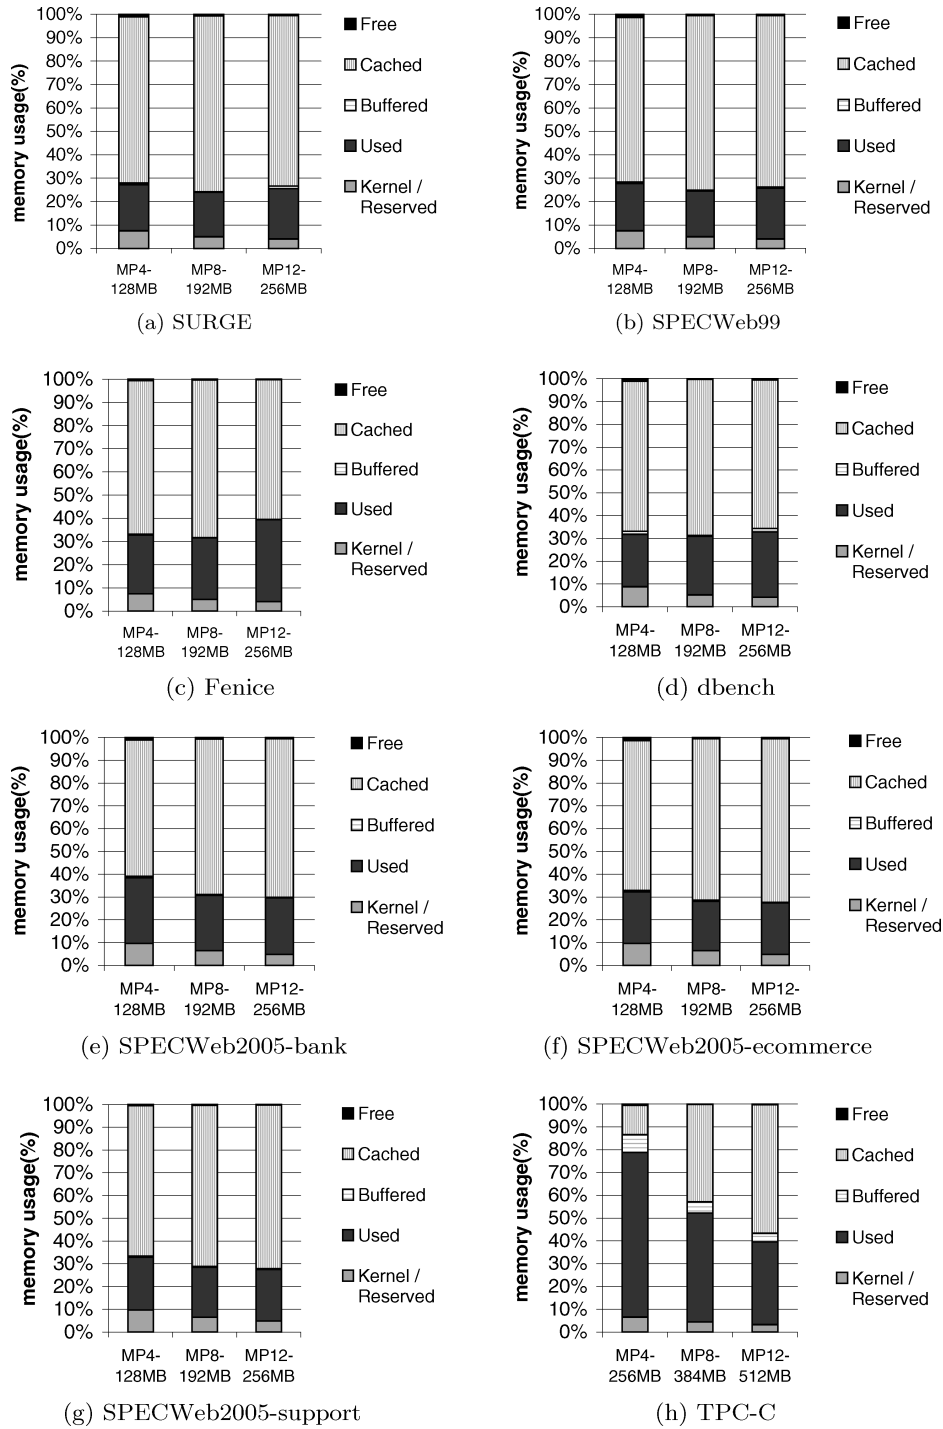 memory usage(%)
100%
90%
80%
70%
60%
50%
40%
30%
20%
10%
0%
MP4-
128MB
MP8-
192MB
MP12-
256MB
Free
Cached
Buffered
Used
Kernel /
Reserved
(a) SURGE
memory usage(%)
100%
90%
80%
70%
60%
50%
40%
30%
20%
10%
0%
MP4-
128MB
MP8-
192MB
MP12-
256MB
Free
Cached
Buffered
Used
Kernel /
Reserved
(b) SPECWeb99
memory usage(%)
100%
90%
80%
70%
60%
50%
40%
30%
20%
10%
0%
MP4-
128MB
MP8-
192MB
MP12-
256MB
Free
Cached
Buffered
Used
Kernel /
Reserved
(c) Fenice
memory usage(%)
100%
90%
80%
70%
60%
50%
40%
30%
20%
10%
0%
MP4-
128MB
MP8-
192MB
MP12-
256MB
Free
Cached
Buffered
Used
Kernel /
Reserved
(d) dbench
memory usage(%)
100%
90%
80%
70%
60%
50%
40%
30%
20%
10%
0%
MP4-
128MB
MP8-
192MB
MP12-
256MB
Free
Cached
Buffered
Used
Kernel /
Reserved
(e) SPECWeb2005-bank
memory usage(%)
100%
90%
80%
70%
60%
50%
40%
30%
20%
10%
0%
MP4-
128MB
MP8-
192MB
MP12-
256MB
Free
Cached
Buffered
Used
Kernel /
Reserved
(f) SPECWeb2005-ecommerce
memory usage(%)
100%
90%
80%
70%
60%
50%
40%
30%
20%
10%
0%
MP4-
128MB
MP8-
192MB
MP12-
256MB
Free
Cached
Buffered
Used
Kernel /
Reserved
(g) SPECWeb2005-support
memory usage(%)
100%
90%
80%
70%
60%
50%
40%
30%
20%
10%
0%
MP4-
256MB
MP8-
384MB
MP12-
512MB
Free
Cached
Buffered
Used
Kernel /
Reserved
(h) TPC-C